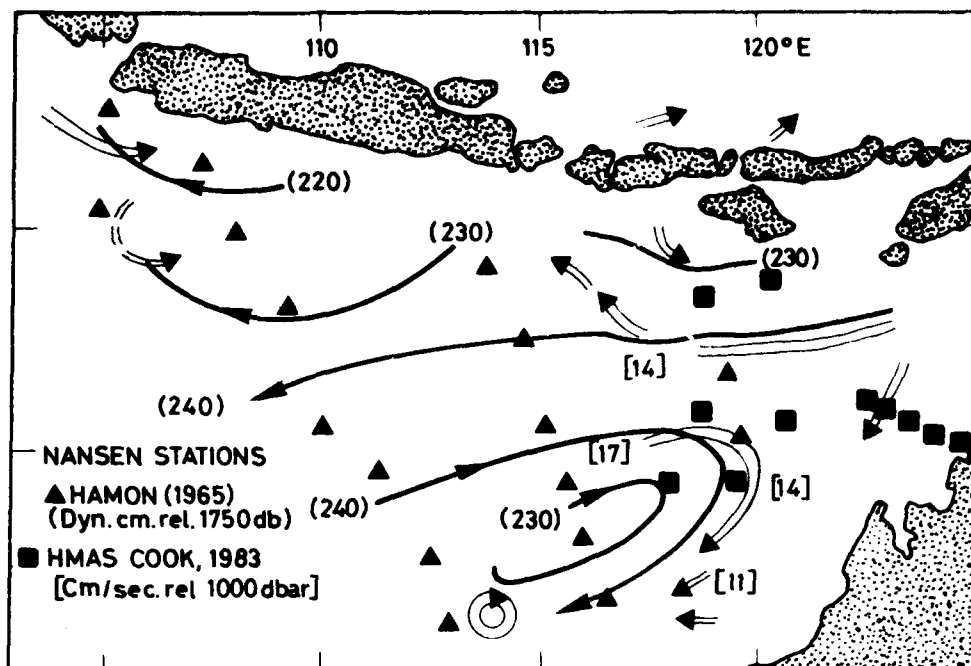 110 115 120°E
(220)
(230)
(230)
[14]
(240)
[17]
NANSEN STATIONS
HAMON (1965)
(240)
(230)
[14]
(Dyn. cm. rel. 1750 db)
HMAS COOK, 1983
[11]
[Cm/sec. rel 1000 dbar]